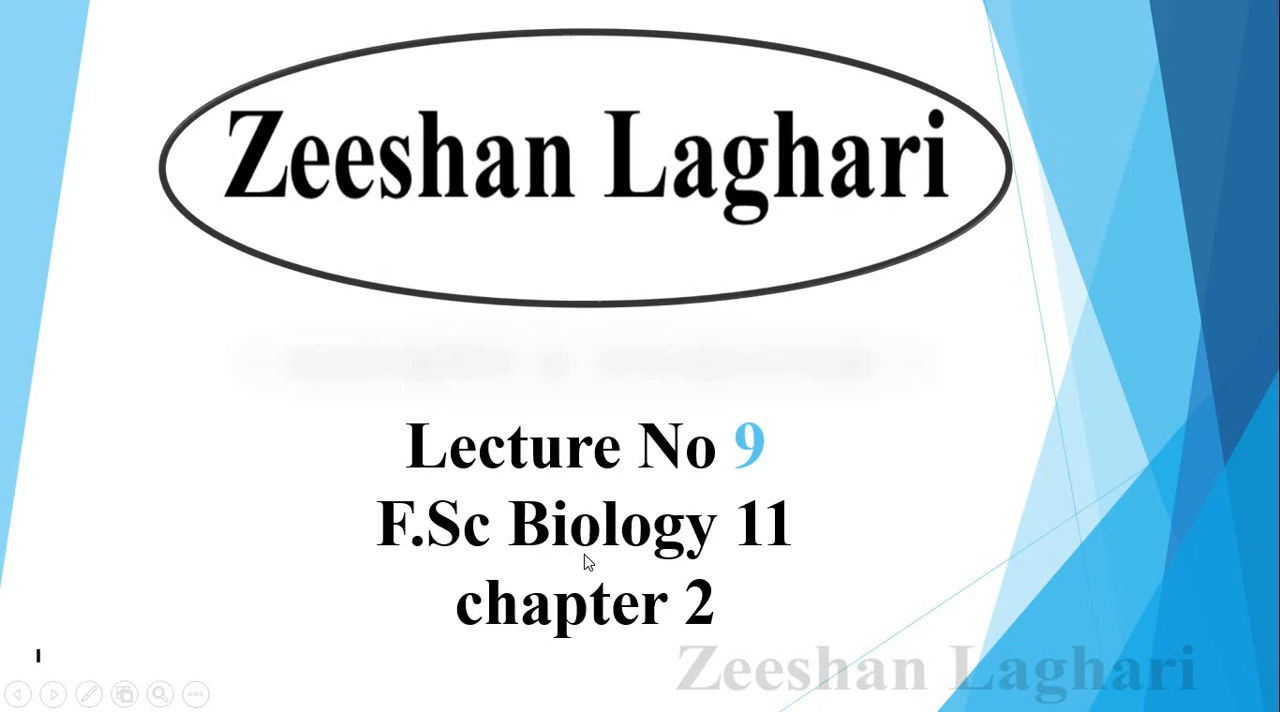 Zeeshan Laghari
Lecture No 9
F.Sc Biology 11
chapter 2
Zeeshan Laghari